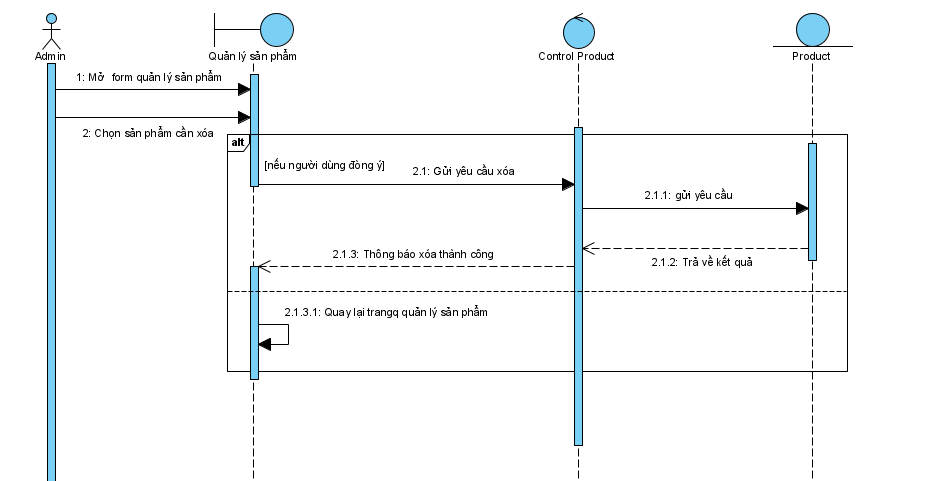 Admin
Quản lý sản phẩm
Control Product
Product
1: Mở form quản lý sản phẩm
2: Chọn sản phẩm cần xóa
alt
[nếu người dùng đòng ý]
2.1: Gửi yêu cầu xóa
2.1.1: gửi yêu cầu
2.1.3: Thông báo xóa thành công
2.1.2: Trả về kết quả
2.1.3.1: Quay lại trangq quản lý sản phẩm